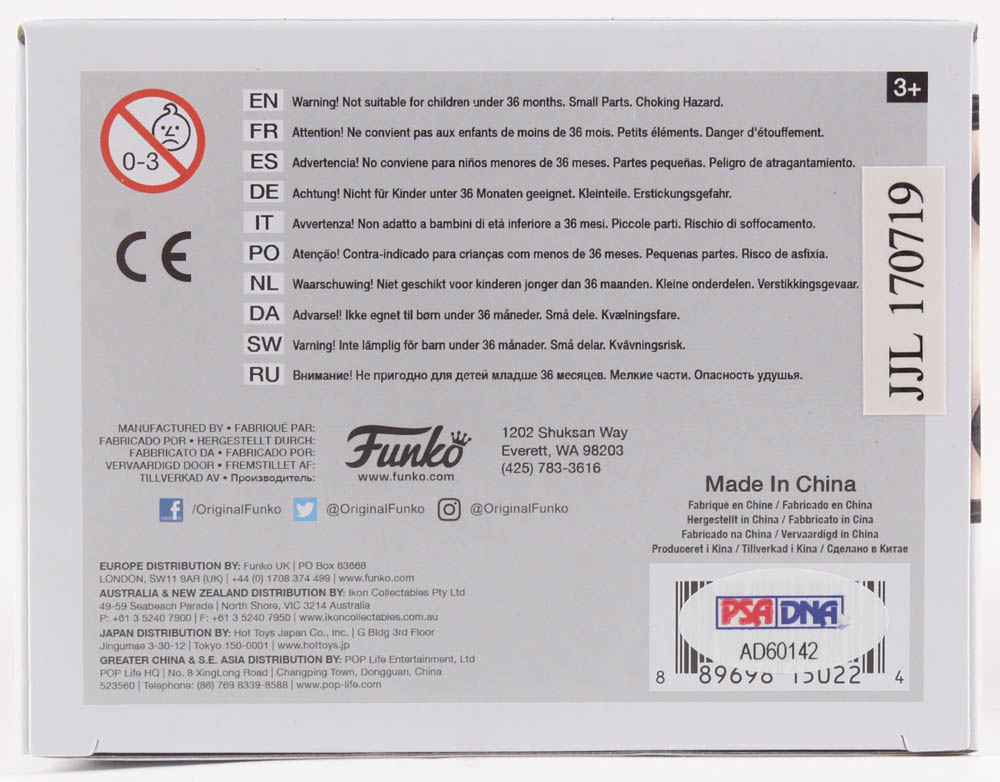 3+
0-3
EN Warning! Not suitable for children under 36 months. Small Parts. Choking Hazard.
FR Attention! Ne convient pas aux enfants de moins de 36 mois. Petits éléments. Danger d'étouffement.
ES Advertencia! No conviene para niños menores de 36 meses. Partes pequeñas. Peligro de atragantamiento.
DE Achtung! Nicht für Kinder unter 36 Monaten geeignet. Kleinteile. Erstickungsgefahr.
IT Avvertenza! Non adatto a bambini di età inferiore a 36 mesi. Piccole parti. Rischio di soffocamento.
PO Atenção! Contra-indicado para crianças com menos de 36 meses. Pequenas partes. Risco de asfixia.
NL Waarschuwing! Niet geschikt voor kinderen jonger dan 36 maanden. Kleine onderdelen. Verstikkingsgevaar.
DA Advarsel! Ikke egnet til børn under 36 måneder. Små dele. Kvælningsfare.
SW Varning! Inte lämplig för barn under 36 månader. Små delar. Kvävningsrisk.
RU Внимание! Не пригодно для детей младше 36 месяцев. Мелкие части. Опасность удушья.
CE
JJL 170719
MANUFACTURED BY • FABRIQUÉ PAR:
FABRICADO POR • HERGESTELLT DURCH:
FABBRICATO DA • FABRICADO POR:
VERVAARDIGD DOOR • FREMSTILLET AF:
TILLVERKAD AV • Производитель:
Funko
www.funko.com
1202 Shuksan Way
Everett, WA 98203
(425) 783-3616
/OriginalFunko @OriginalFunko @OriginalFunko
Made In China
Fabriqué en Chine / Fabricado en China
Hergestellt in China / Fabbricato in Cina
Fabricado na China / Vervaardigd in China
Produceret i Kina / Tillverkad i Kina / Сделано в Китае
EUROPE DISTRIBUTION BY: Funko UK | PO Box 63668
LONDON, SW11 9AR (UK) | +44 (0) 1708 374 499 | www.funko.com
AUSTRALIA & NEW ZEALAND DISTRIBUTION BY: Ikon Collectables Pty Ltd
49-59 Seabeach Parade | North Shore, VIC 3214 Australia
P: +61 3 5240 7900 | F: +61 3 5240 7950 | www.ikoncollectables.com.au
JAPAN DISTRIBUTION BY: Hot Toys Japan Co., Inc. | G Bldg 3rd Floor
Jingumae 3-30-12 | Tokyo 150-0001 | www.hottoys.jp
GREATER CHINA & S.E. ASIA DISTRIBUTION BY: POP Life Entertainment, Ltd
POP Life HQ | No. 8 XingLong Road | Changping Town, Dongguan, China
523560 | Telephone: (86) 769 8339-8588 | www.pop-life.com
PSA DNA
AD60142
8 89698 15022 4